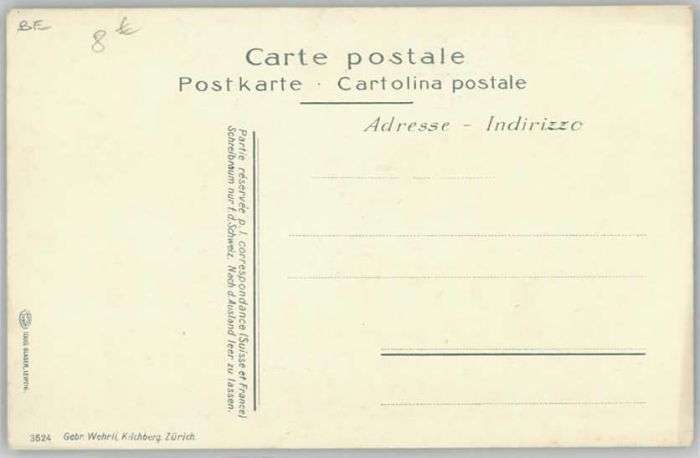 BE
8 €
Carte postale
Postkarte · Cartolina postale
Adresse - Indirizzo
Partie réservée p. l. correspondance (Suisse et France)
Schreibraum nur f. d. Schweiz. Nach d. Ausland leer zu lassen.
3524 Gebr. Wehrli, Kilchberg, Zürich.